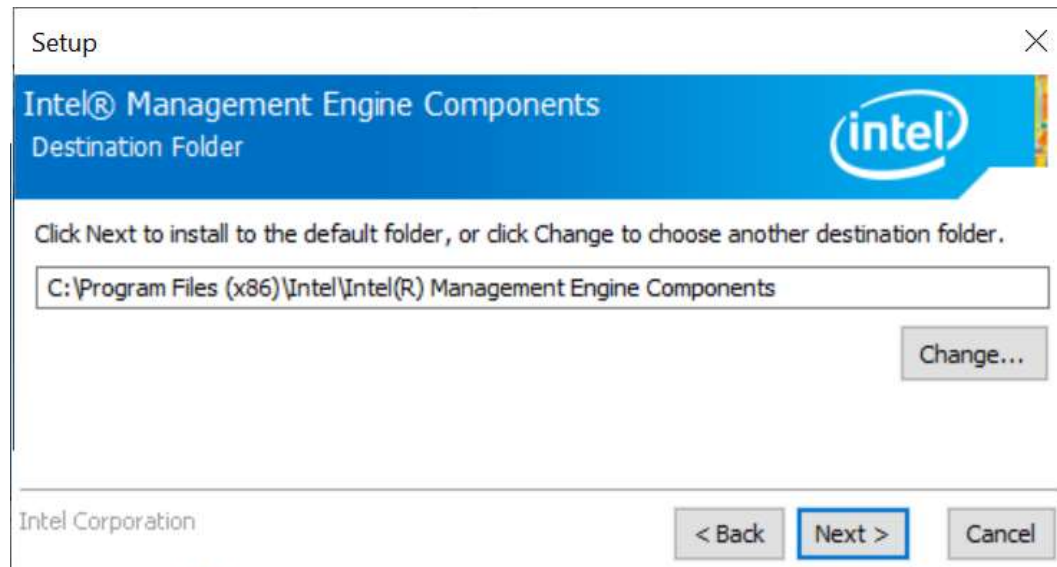 Setup
Intel® Management Engine Components
Destination Folder
intel
Click Next to install to the default folder, or click Change to choose another destination folder.
C:\Program Files (x86)\Intel\Intel(R) Management Engine Components
Change...
Intel Corporation
< Back
Next >
Cancel